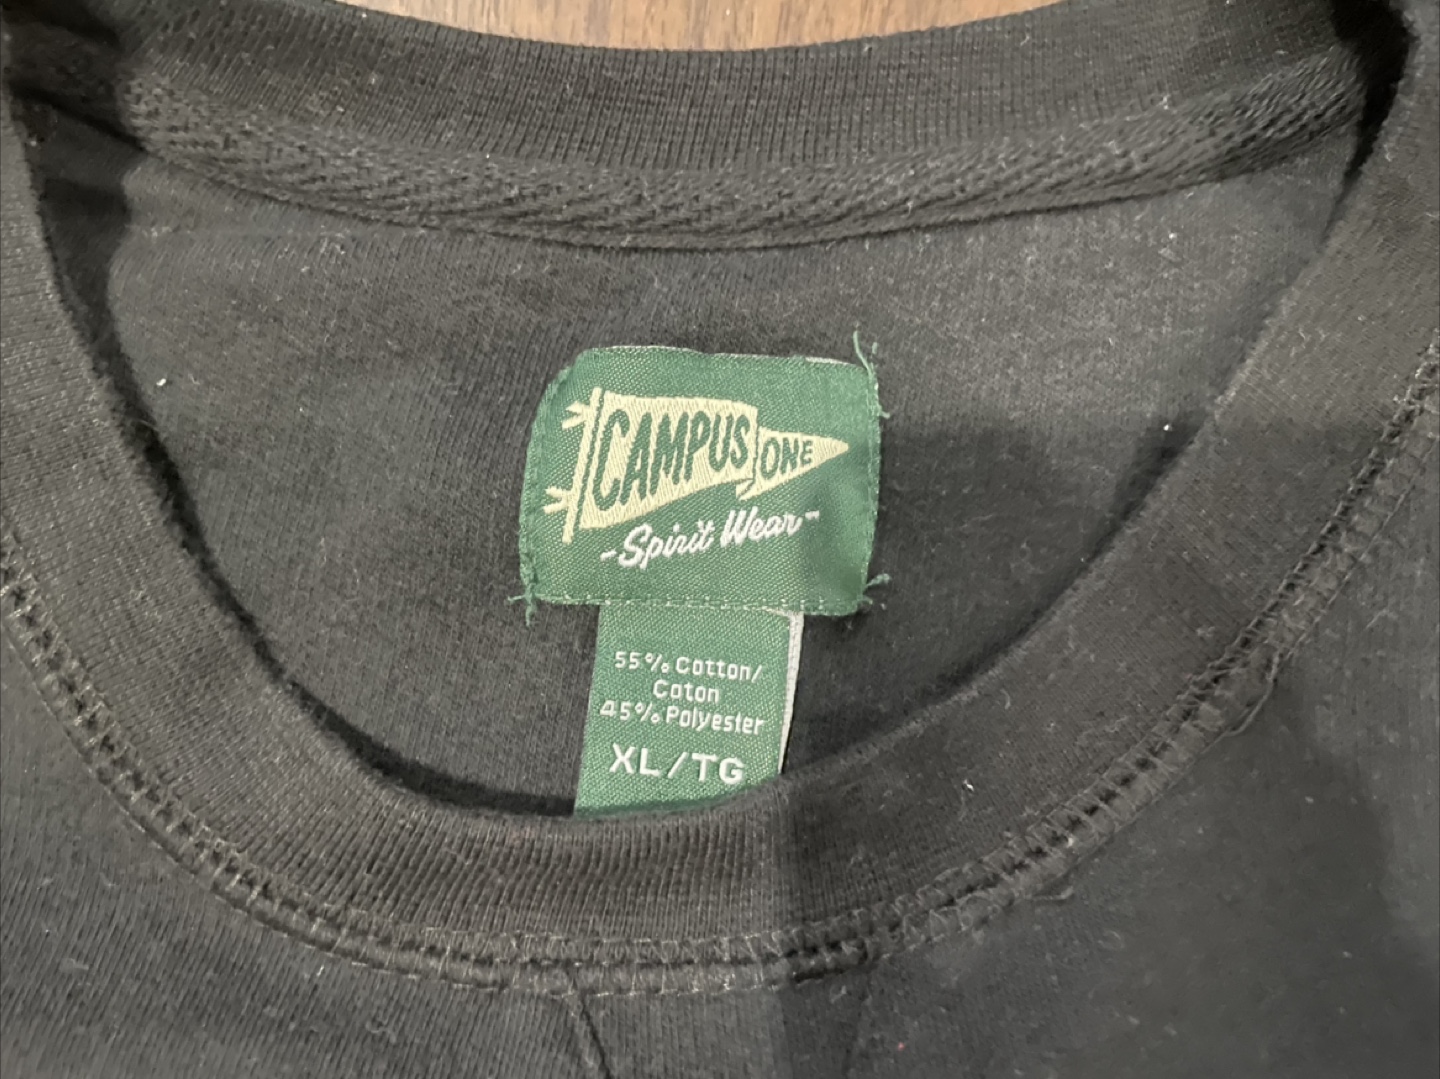 CAMPUS ONE
-Spirit Wear-
55% Cotton/
Coton
45% Polyester
XL/TG